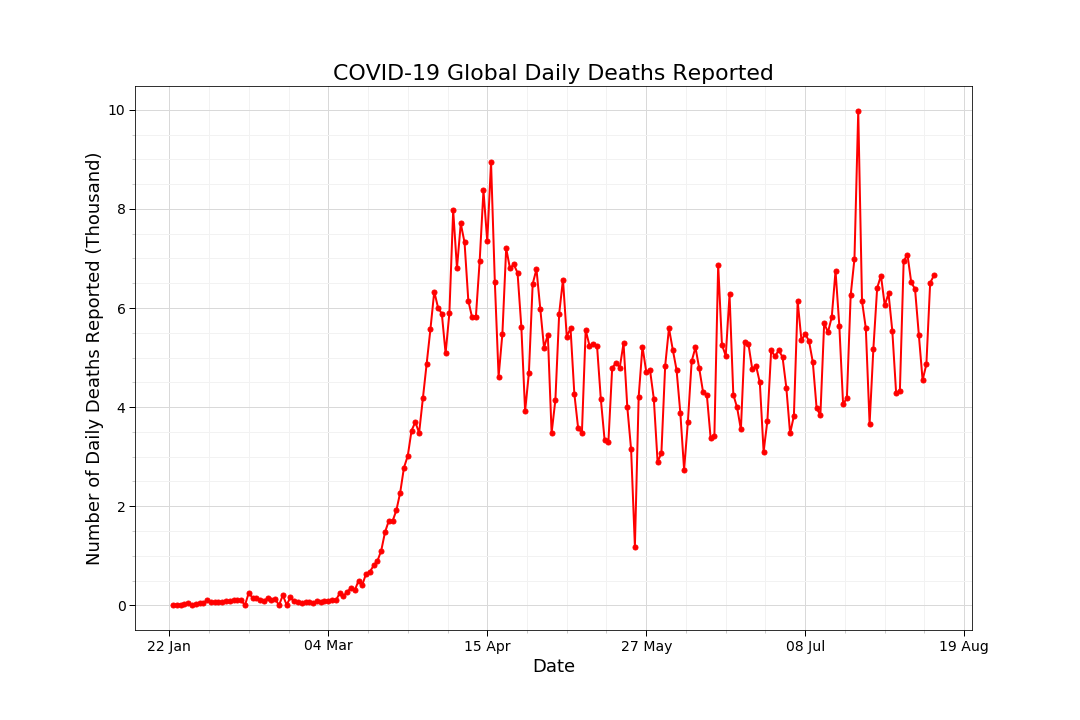 COVID-19 Global Daily Deaths Reported
Number of Daily Deaths Reported (Thousand)
10
8
6
4
2
0
22 Jan
04 Mar
15 Apr
27 May
08 Jul
19 Aug
Date